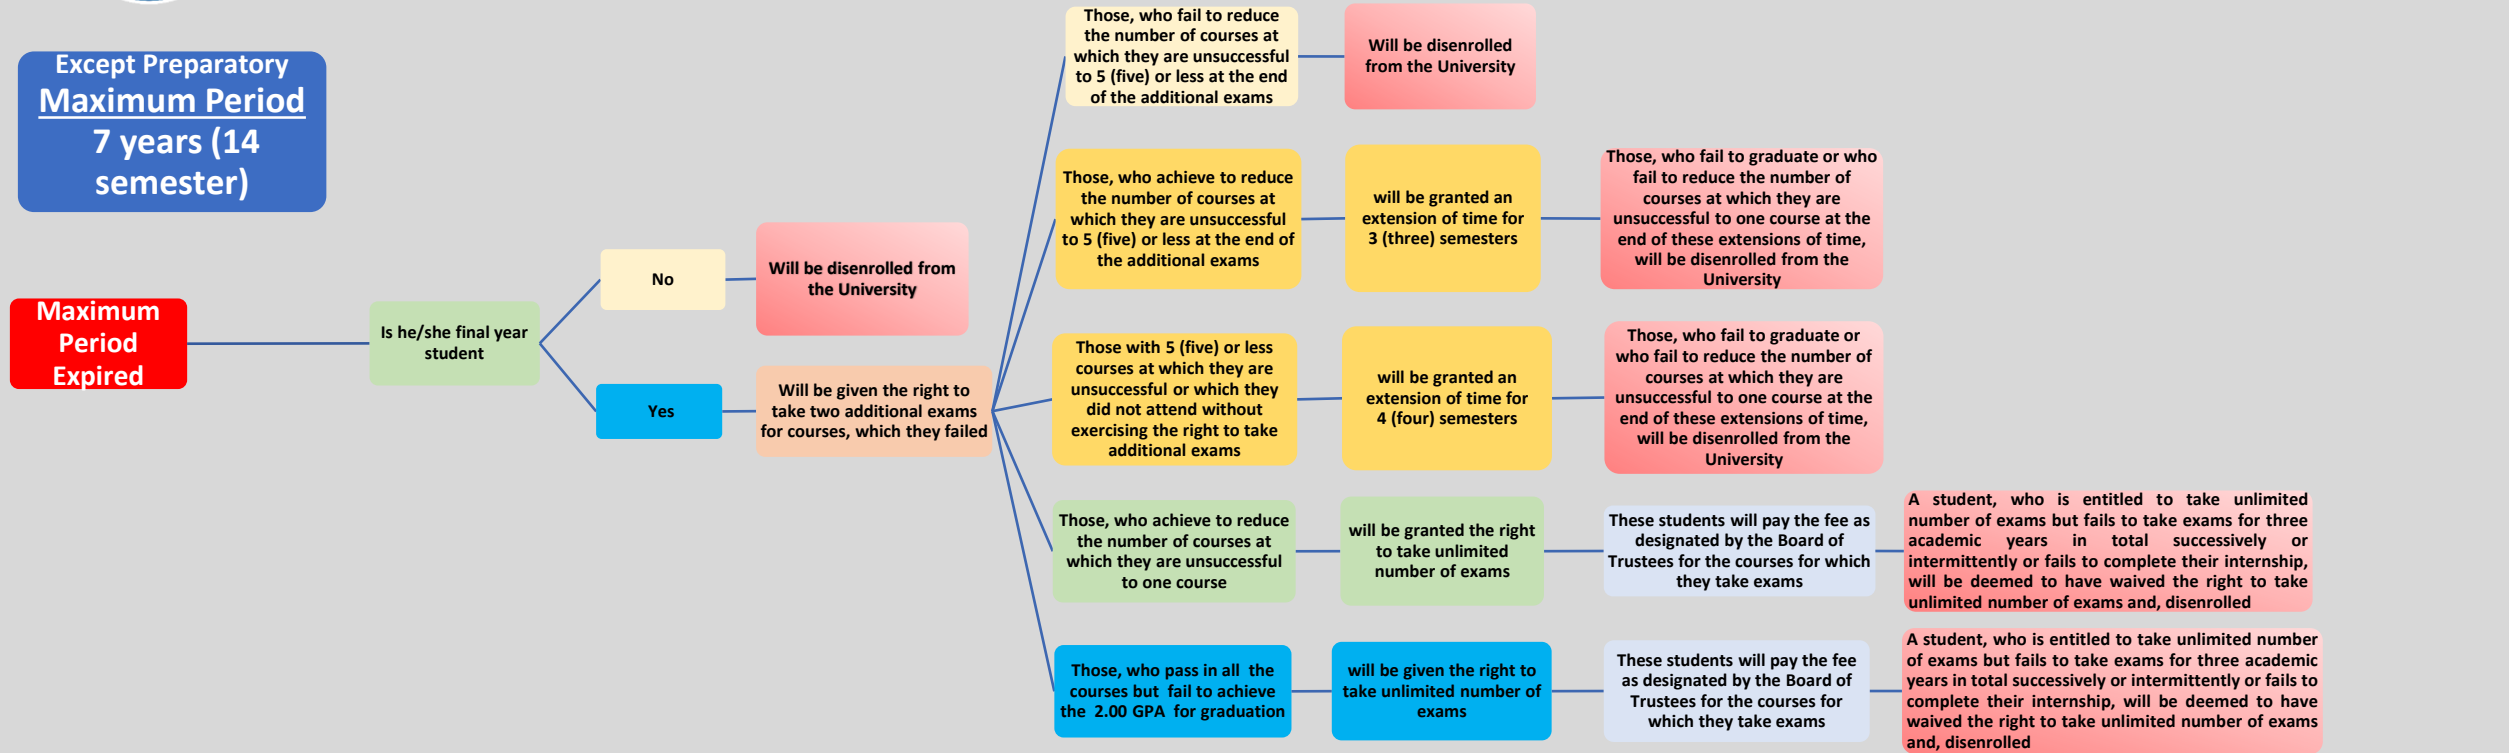 Except Preparatory
Maximum Period
7 years (14
semester)
Maximum
Period
Expired
Is he/she final year
student
No
Will be disenrolled from
the University
Yes
Will be given the right to
take two additional exams
for courses, which they failed
Those, who fail to reduce
the number of courses at
which they are unsuccessful
to 5 (five) or less at the end
of the additional exams
Will be disenrolled
from the University
Those, who achieve to reduce
the number of courses at
which they are unsuccessful
to 5 (five) or less at the end of
the additional exams
will be granted an
extension of time for
3 (three) semesters
Those, who fail to graduate or who
fail to reduce the number of
courses at which they are
unsuccessful to one course at the
end of these extensions of time,
will be disenrolled from the
University
Those with 5 (five) or less
courses at which they are
unsuccessful or which they
did not attend without
exercising the right to take
additional exams
will be granted an
extension of time for
4 (four) semesters
Those, who fail to graduate or
who fail to reduce the number of
courses at which they are
unsuccessful to one course at the
end of these extensions of time,
will be disenrolled from the
University
Those, who achieve to reduce
the number of courses at
which they are unsuccessful
to one course
will be granted the right
to take unlimited
number of exams
These students will pay the fee as
designated by the Board of
Trustees for the courses for which
they take exams
A student, who is entitled to take unlimited
number of exams but fails to take exams for three
academic years in total successively or
intermittently or fails to complete their internship,
will be deemed to have waived the right to take
unlimited number of exams and, disenrolled
Those, who pass in all the
courses but fail to achieve
the 2.00 GPA for graduation
will be given the right to
take unlimited number of
exams
These students will pay the fee
as designated by the Board of
Trustees for the courses for
which they take exams
A student, who is entitled to take unlimited number
of exams but fails to take exams for three academic
years in total successively or intermittently or fails to
complete their internship, will be deemed to have
waived the right to take unlimited number of exams
and, disenrolled